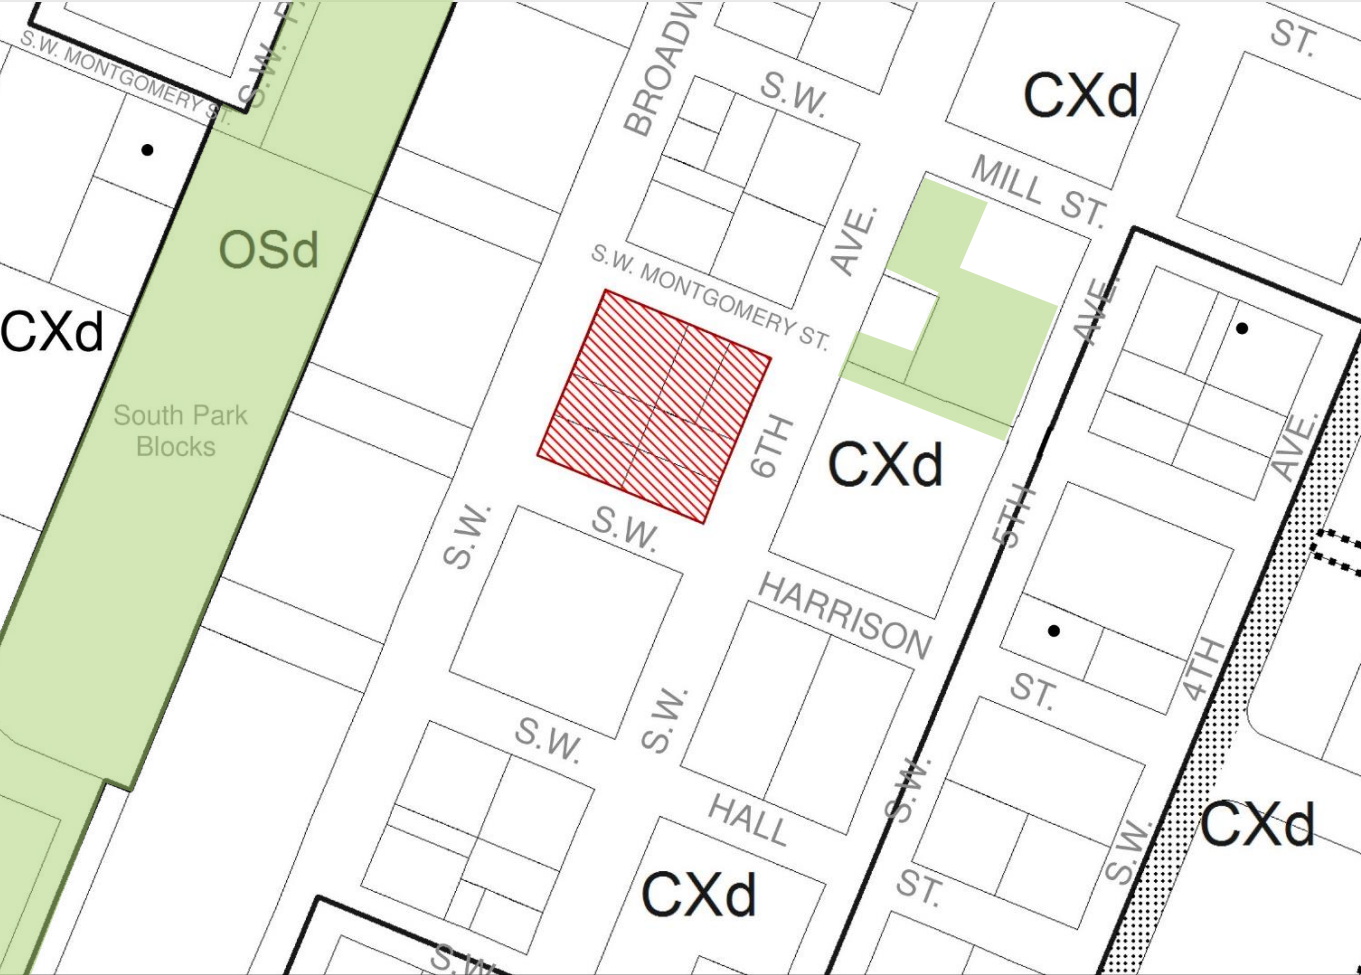 S.W. MONTGOMERY ST.
S.W. P
BROADW
S.W.
MILL ST.
ST.
CXd
OSd
CXd
AVE.
S.W. MONTGOMERY ST.
AVE.
South Park
Blocks
6TH
CXd
AVE.
S.W.
S.W.
5TH
HARRISON
ST.
4TH
S.W.
S.W.
HALL
S.W.
ST.
S.W.
CXd
CXd
S.W.